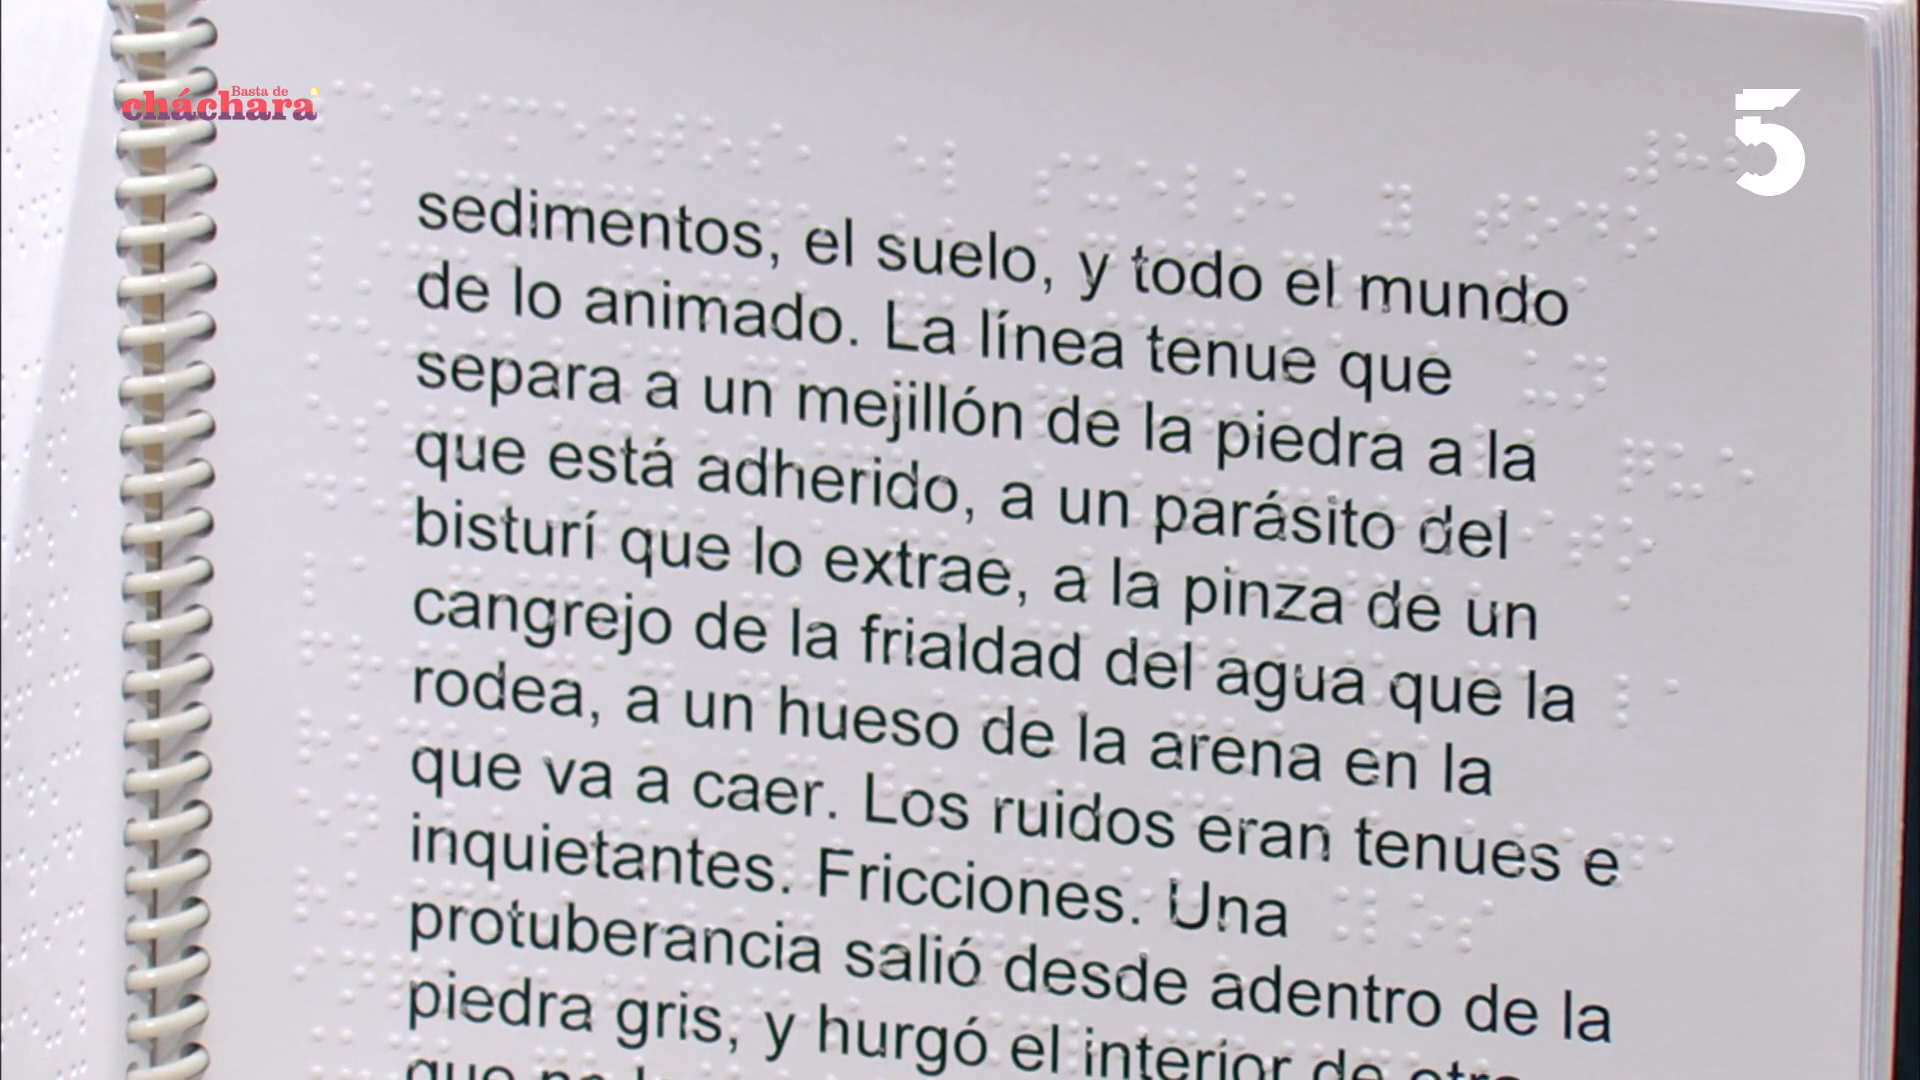 Basta de
cháchara
5
sedimentos, el suelo, y todo el mundo
de lo animado. La línea tenue que
separa a un mejillón de la piedra a la
que está adherido, a un parásito del
bisturí que lo extrae, a la pinza de un
cangrejo de la frialdad del agua que la
rodea, a un hueso de la arena en la
que va a caer. Los ruidos eran tenues e
inquietantes. Fricciones. Una
protuberancia salió desde adentro de la
piedra gris, y hurgó el interior de